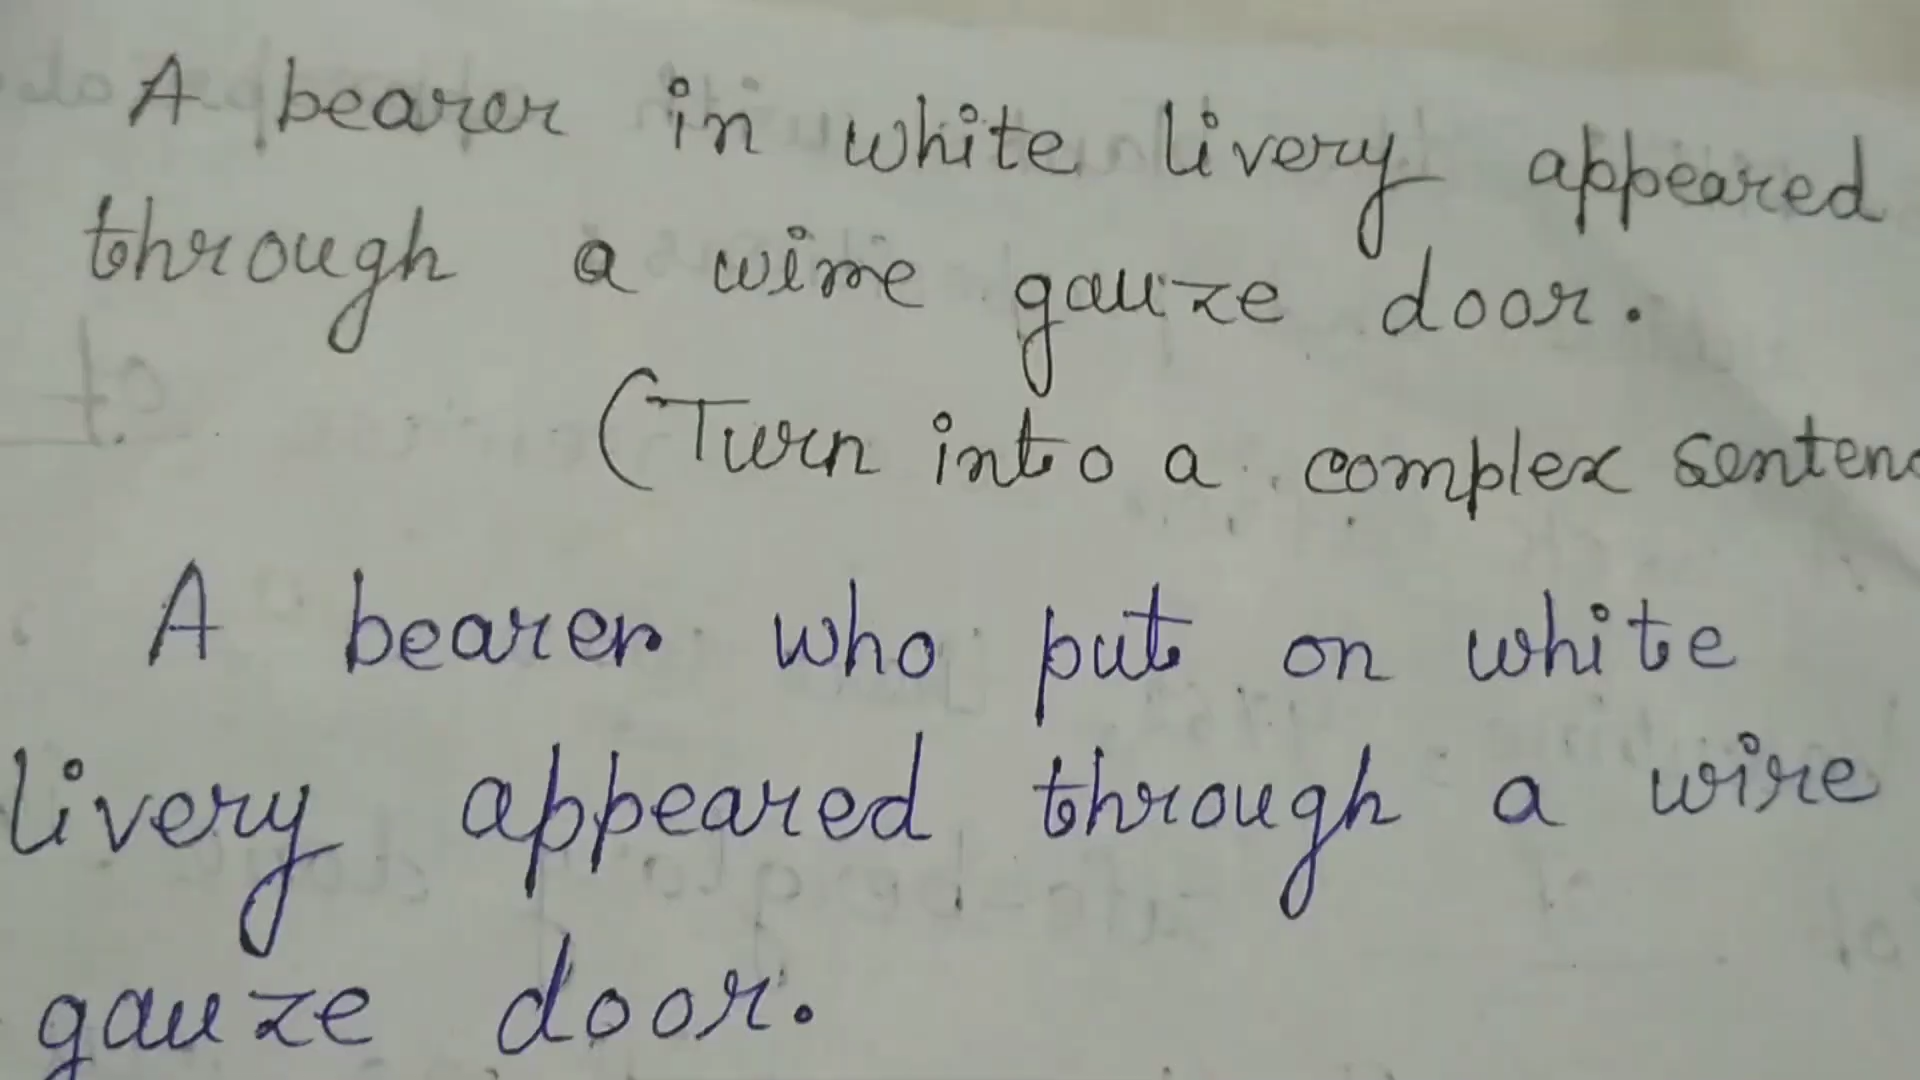 A bearer in white livery appeared
through a wire gauze door.
(Turn into a complex senten
A bearer who put on white
livery appeared through a wire
gauze door.